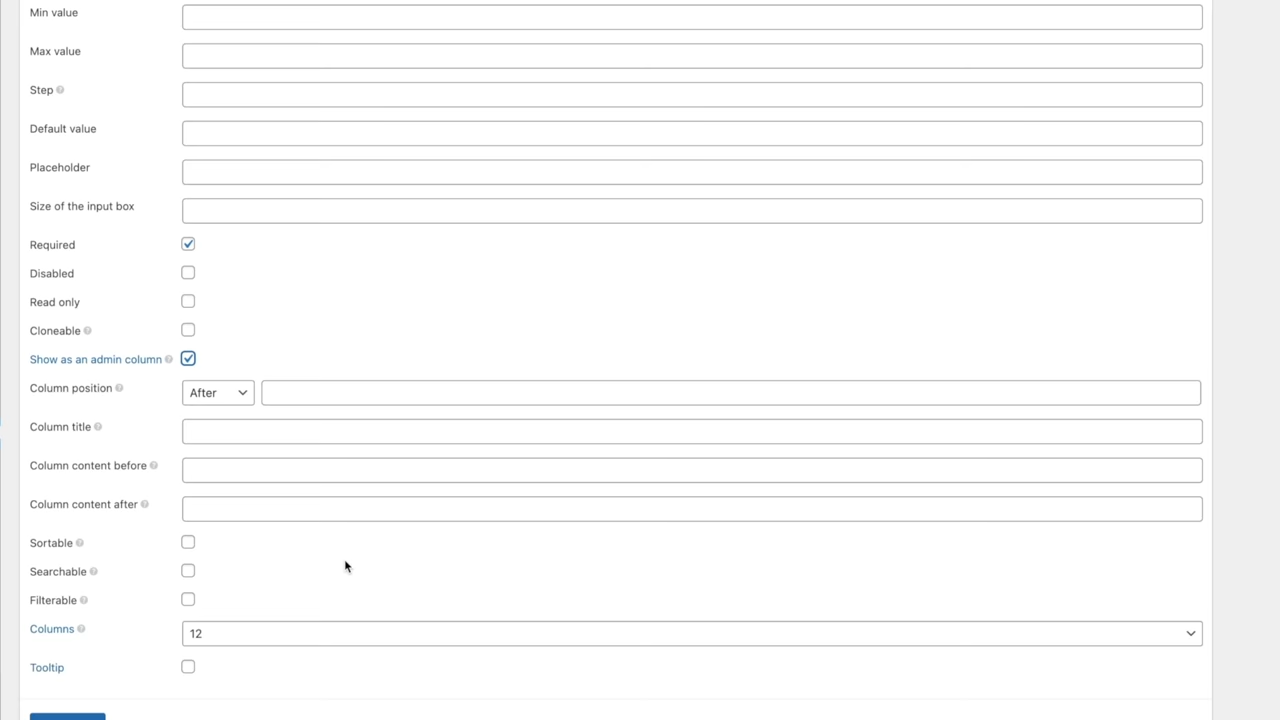 Min value
Max value
Step
Default value
Placeholder
Size of the input box
Required
Disabled
Read only
Cloneable
Show as an admin column
Column position After
Column title
Column content before
Column content after
Sortable
Searchable
Filterable
Columns 12
Tooltip